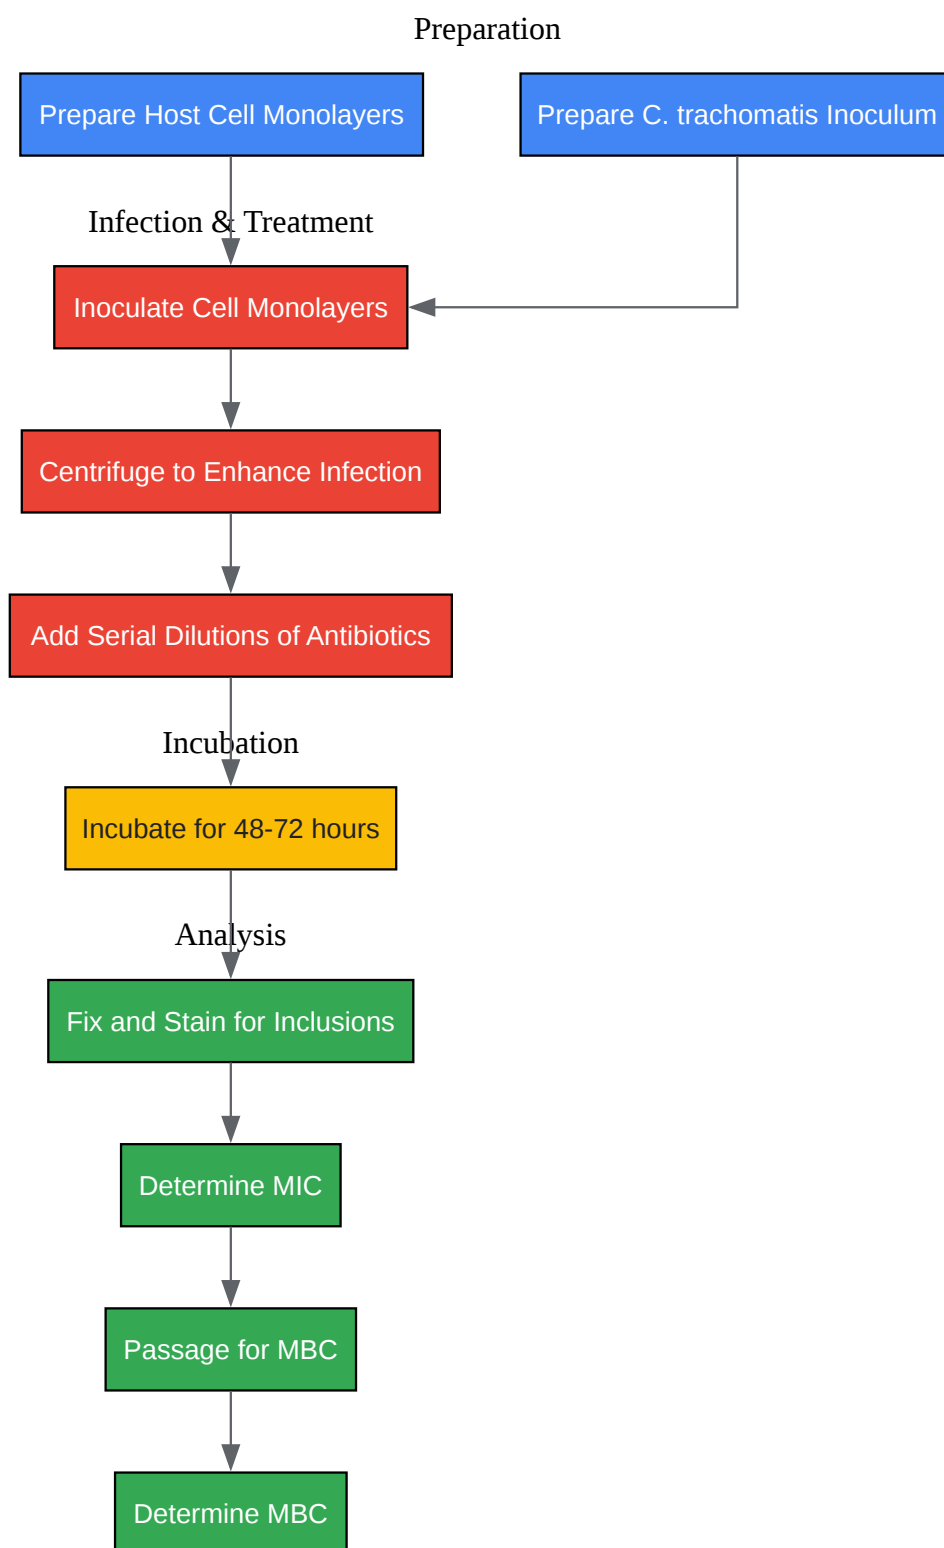 Preparation
Prepare Host Cell Monolayers
Prepare C. trachomatis Inoculum
Infection & Treatment
Inoculate Cell Monolayers
Centrifuge to Enhance Infection
Add Serial Dilutions of Antibiotics
Incubation
Incubate for 48-72 hours
Analysis
Fix and Stain for Inclusions
Determine MIC
Passage for MBC
Determine MBC